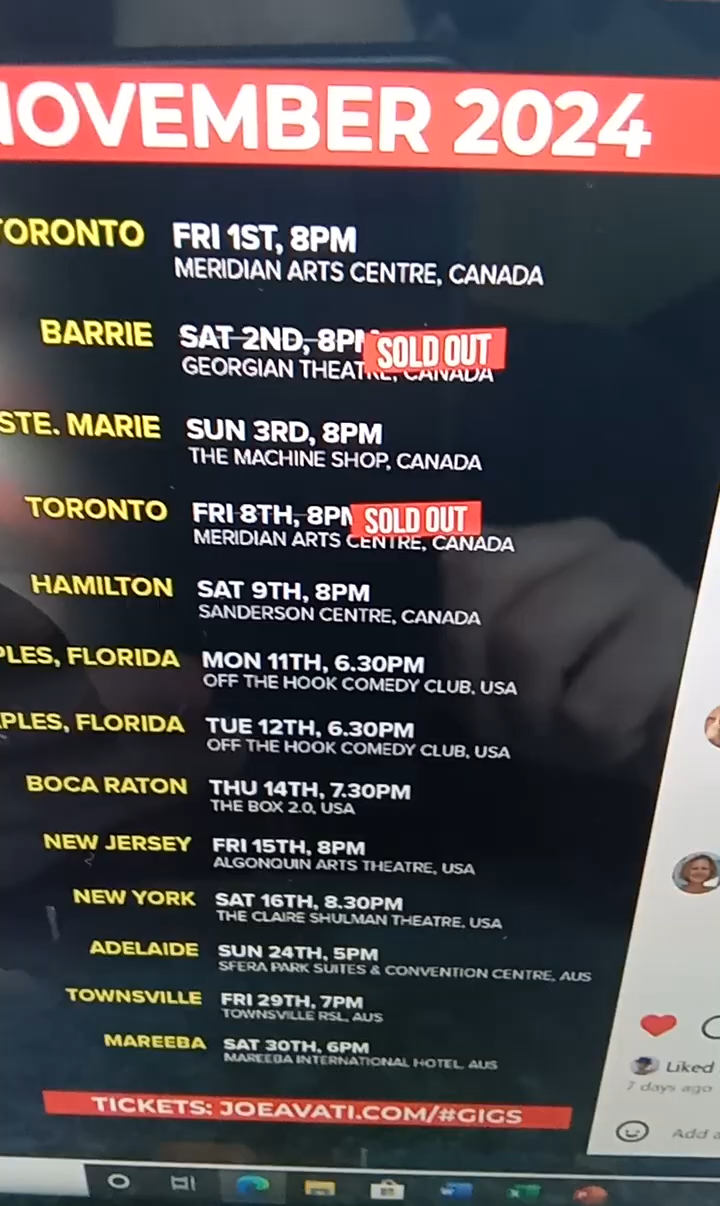 OVEMBER 2024
TORONTO FRI 1ST, 8PM
MERIDIAN ARTS CENTRE, CANADA
BARRIE SAT 2ND, 8PM SOLD OUT
GEORGIAN THEATRE, CANADA
STE. MARIE SUN 3RD, 8PM
THE MACHINE SHOP, CANADA
TORONTO FRI 8TH, 8PM SOLD OUT
MERIDIAN ARTS CENTRE, CANADA
HAMILTON SAT 9TH, 8PM
SANDERSON CENTRE, CANADA
PLES, FLORIDA MON 11TH, 6.30PM
OFF THE HOOK COMEDY CLUB, USA
PLES, FLORIDA TUE 12TH, 6.30PM
OFF THE HOOK COMEDY CLUB, USA
BOCA RATON THU 14TH, 7.30PM
THE BOX 2.0, USA
NEW JERSEY FRI 15TH, 8PM
ALGONQUIN ARTS THEATRE, USA
NEW YORK SAT 16TH, 8.30PM
THE CLAIRE SHULMAN THEATRE, USA
ADELAIDE SUN 24TH, 5PM
SFERA PARK SUITES & CONVENTION CENTRE, AUS
TOWNSVILLE FRI 29TH, 7PM
TOWNSVILLE RSL, AUS
MAREEBA SAT 30TH, 6PM
MAREEBA INTERNATIONAL HOTEL, AUS
TICKETS: JOEAVATI.COM/#GIGS
Liked
7 days ago
Add a